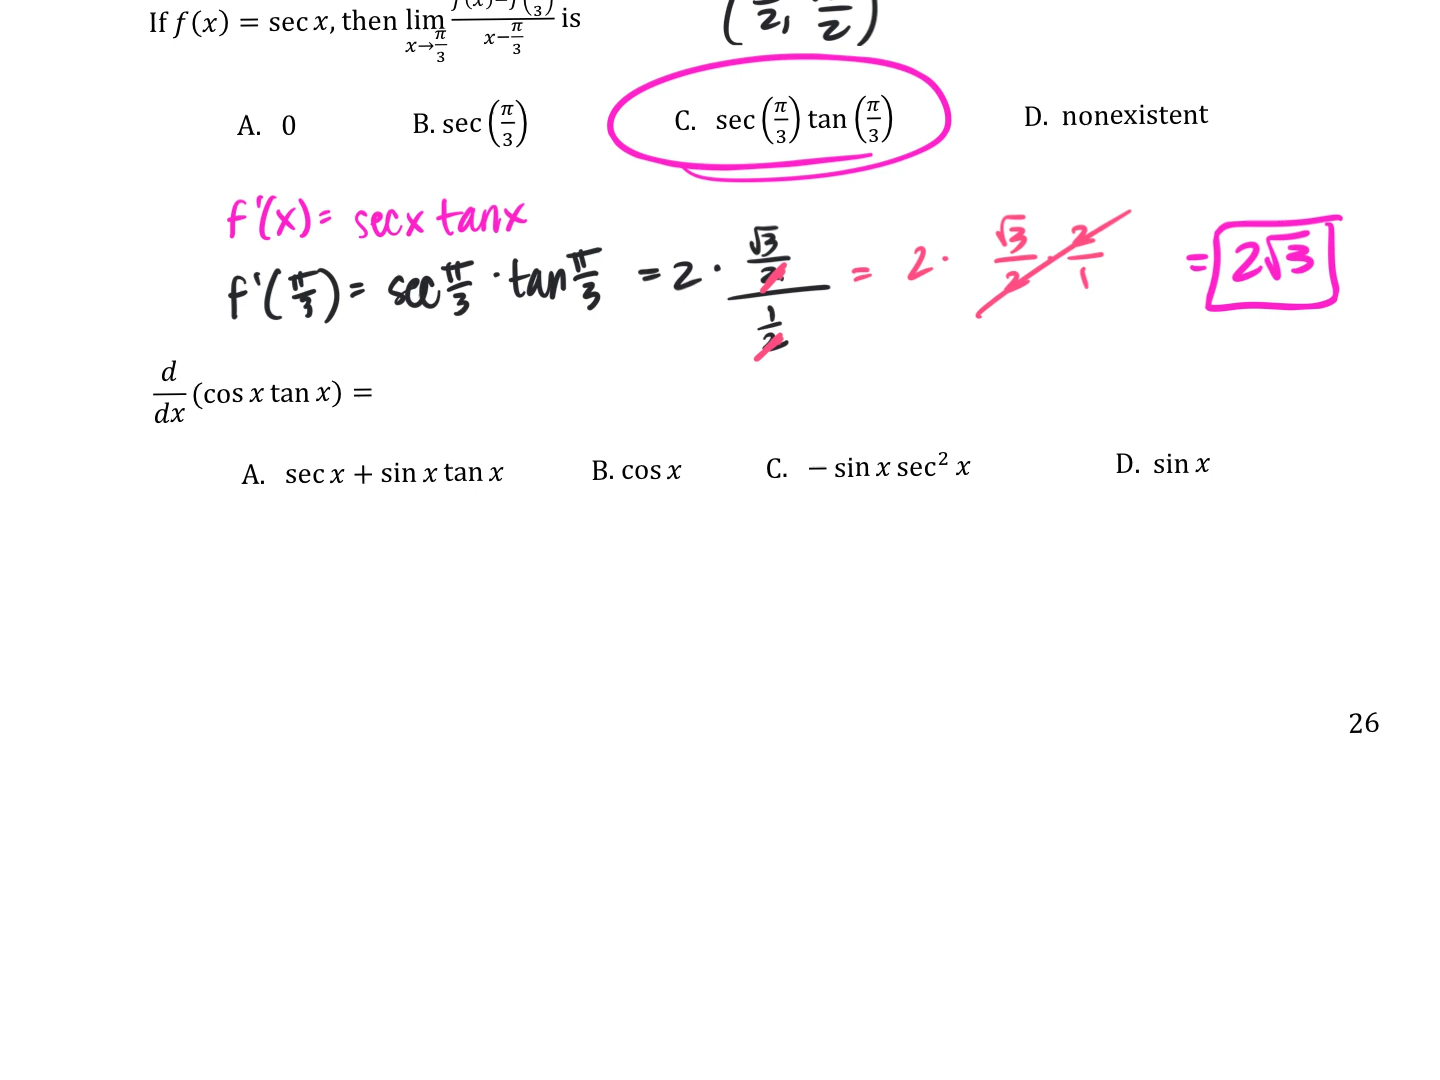 If f(x) = sec x, then lim x→π/3 (f(x)−f(π/3))/(x−π/3) is
A. 0 B. sec(π/3) C. sec(π/3) tan(π/3) D. nonexistent
f'(x) = secx tanx
f'(π/3) = sec π/3 · tan π/3 = 2 · (√3/2)/(1/2) = 2 · √3/2 · 2/1 = 2√3
d/dx (cos x tan x) =
A. sec x + sin x tan x B. cos x C. − sin x sec² x D. sin x
26